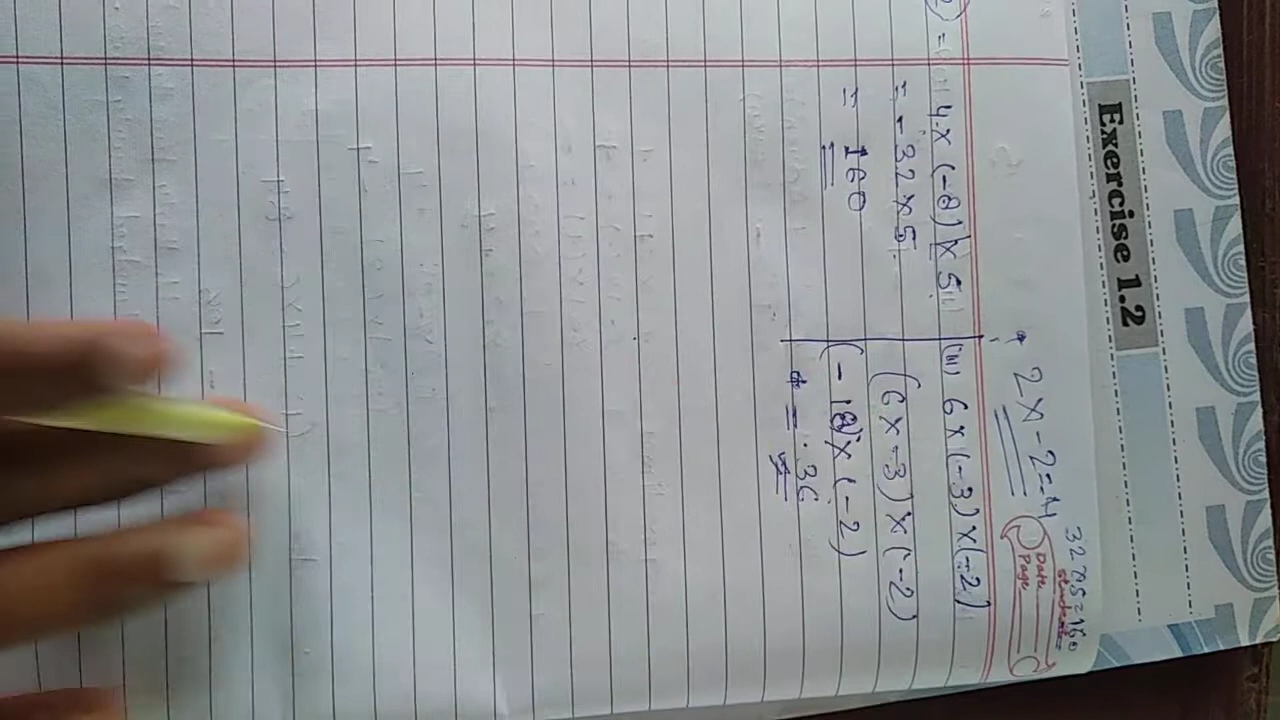 Exercise 1.2
32×5=160
Date
Page
2×-2=-4
4×(-8)×5
= -32×5
= 160
(ii) 6×(-3)×(-2)
(6×-3)×(-2)
(-18)×(-2)
= 36